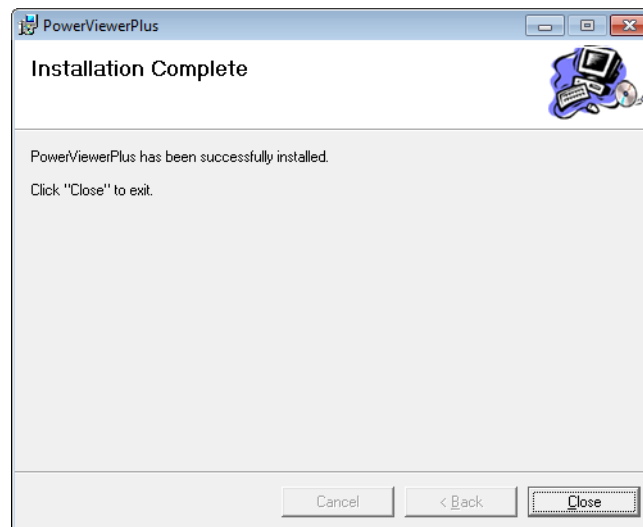 PowerViewerPlus
Installation Complete
PowerViewerPlus has been successfully installed.
Click "Close" to exit.
Cancel
< Back
Close